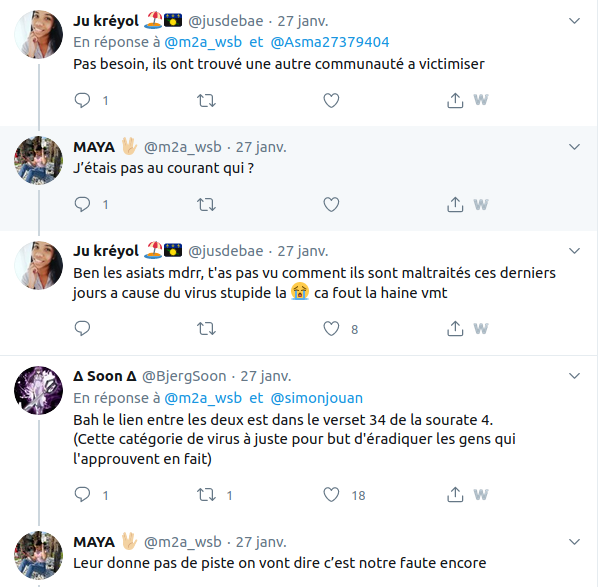 Ju kréyol 🏖️ @jusdebae · 27 janv.
En réponse à @m2a_wsb et @Asma27379404
Pas besoin, ils ont trouvé une autre communauté a victimiser
1
W
MAYA 🖖🏼 @m2a_wsb · 27 janv.
J’étais pas au courant qui ?
1
W
Ju kréyol 🏖️ @jusdebae · 27 janv.
Ben les asiats mdrr, t'as pas vu comment ils sont maltraités ces derniers
jours a cause du virus stupide la 😭 ca fout la haine vmt
8
W
Δ Soon Δ @BjergSoon · 27 janv.
En réponse à @m2a_wsb et @simonjouan
Bah le lien entre les deux est dans le verset 34 de la sourate 4.
(Cette catégorie de virus à juste pour but d'éradiquer les gens qui
l'approuvent en fait)
1 1 18
W
MAYA 🖖🏼 @m2a_wsb · 27 janv.
Leur donne pas de piste on vont dire c’est notre faute encore